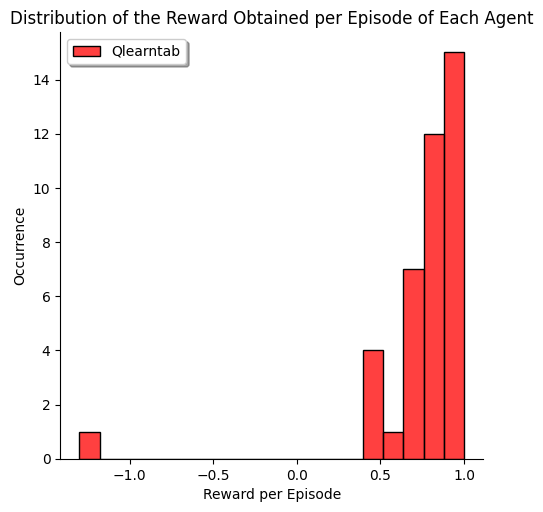 Distribution of the Reward Obtained per Episode of Each Agent
Qlearntab
14
12
10
8
6
4
2
0
Occurrence
−1.0 −0.5 0.0 0.5 1.0
Reward per Episode